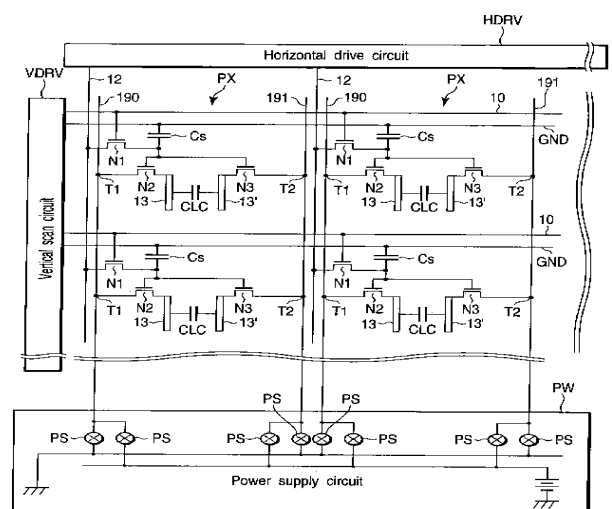 HDRV
Horizontal drive circuit
VDRV
12 PX 12 PX
190 191 190 10 191
Cs Cs GND
N1 N1
N2 N3 N2 N3
T1 13 CLC 13' T2 T1 13 CLC 13' T2
Vertical scan circuit
10
Cs Cs GND
N1 N1
N2 N3 N2 N3
T1 13 CLC 13' T2 T1 13 CLC 13' T2
PW
PS PS
PS PS PS PS PS PS
Power supply circuit